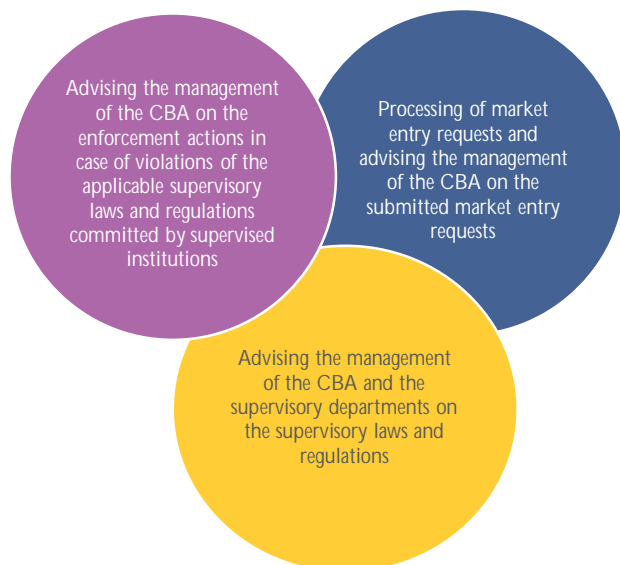 Advising the management
of the CBA on the
enforcement actions in
case of violations of the
applicable supervisory
laws and regulations
committed by supervised
institutions
Processing of market
entry requests and
advising the management
of the CBA on the
submitted market entry
requests
Advising the management
of the CBA and the
supervisory departments on
the supervisory laws and
regulations